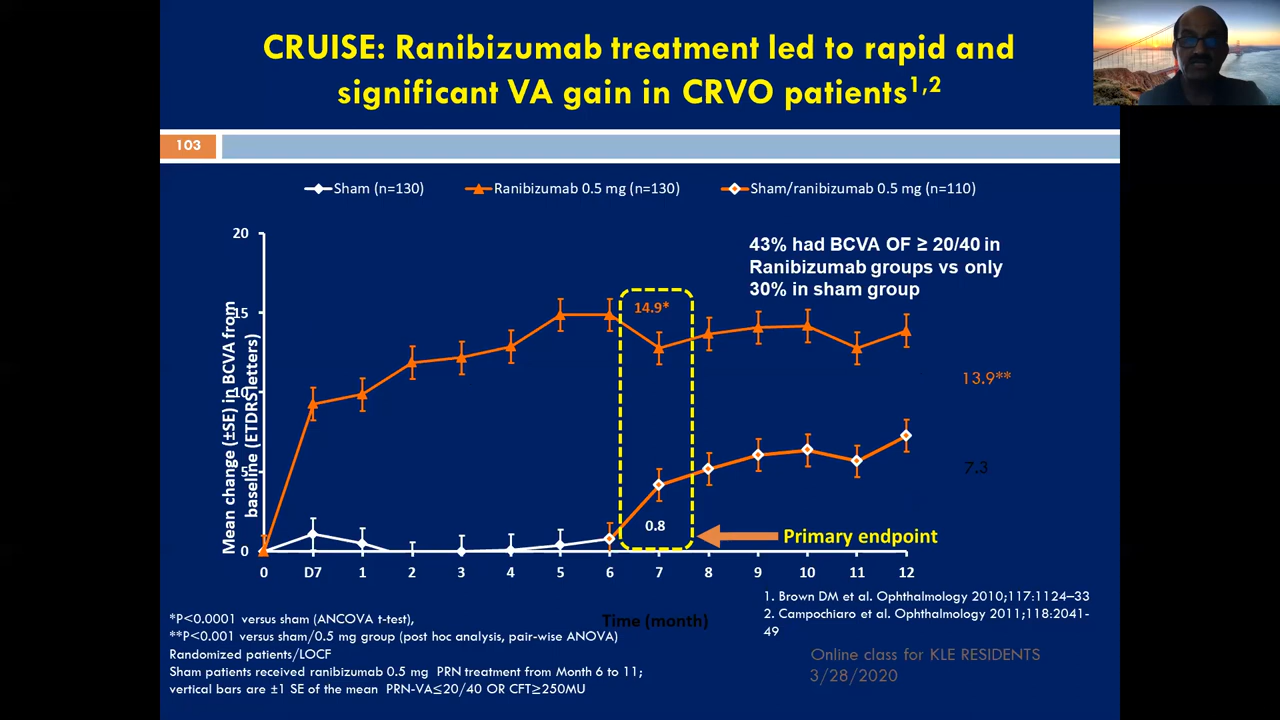 CRUISE: Ranibizumab treatment led to rapid and
significant VA gain in CRVO patients1,2
103
Sham (n=130)
Ranibizumab 0.5 mg (n=130)
Sham/ranibizumab 0.5 mg (n=110)
43% had BCVA OF ≥ 20/40 in
Ranibizumab groups vs only
30% in sham group
Mean change (±SE) in BCVA from
baseline (ETDRS letters)
20
15
10
5
0
14.9*
13.9**
7.3
0.8
Primary endpoint
0 D7 1 2 3 4 5 6 7 8 9 10 11 12
Time (month)
1. Brown DM et al. Ophthalmology 2010;117:1124–33
2. Campochiaro et al. Ophthalmology 2011;118:2041-
49
*P<0.0001 versus sham (ANCOVA t-test),
**P<0.001 versus sham/0.5 mg group (post hoc analysis, pair-wise ANOVA)
Randomized patients/LOCF
Sham patients received ranibizumab 0.5 mg PRN treatment from Month 6 to 11;
vertical bars are ±1 SE of the mean PRN-VA≤20/40 OR CFT≥250MU
Online class for KLE RESIDENTS
3/28/2020